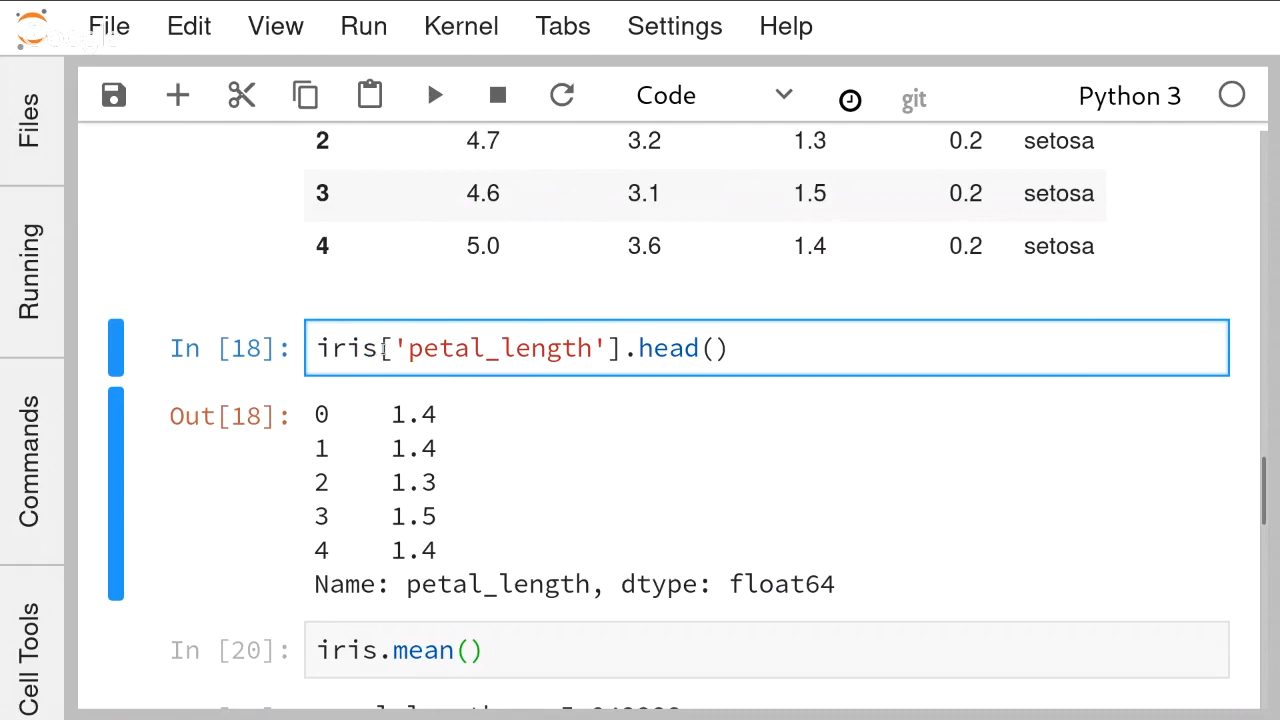 File Edit View Run Kernel Tabs Settings Help
Code git Python 3
Files
Running
Commands
Cell Tools
2 4.7 3.2 1.3 0.2 setosa
3 4.6 3.1 1.5 0.2 setosa
4 5.0 3.6 1.4 0.2 setosa
In [18]: iris['petal_length'].head()
Out[18]: 0 1.4
1 1.4
2 1.3
3 1.5
4 1.4
Name: petal_length, dtype: float64
In [20]: iris.mean()